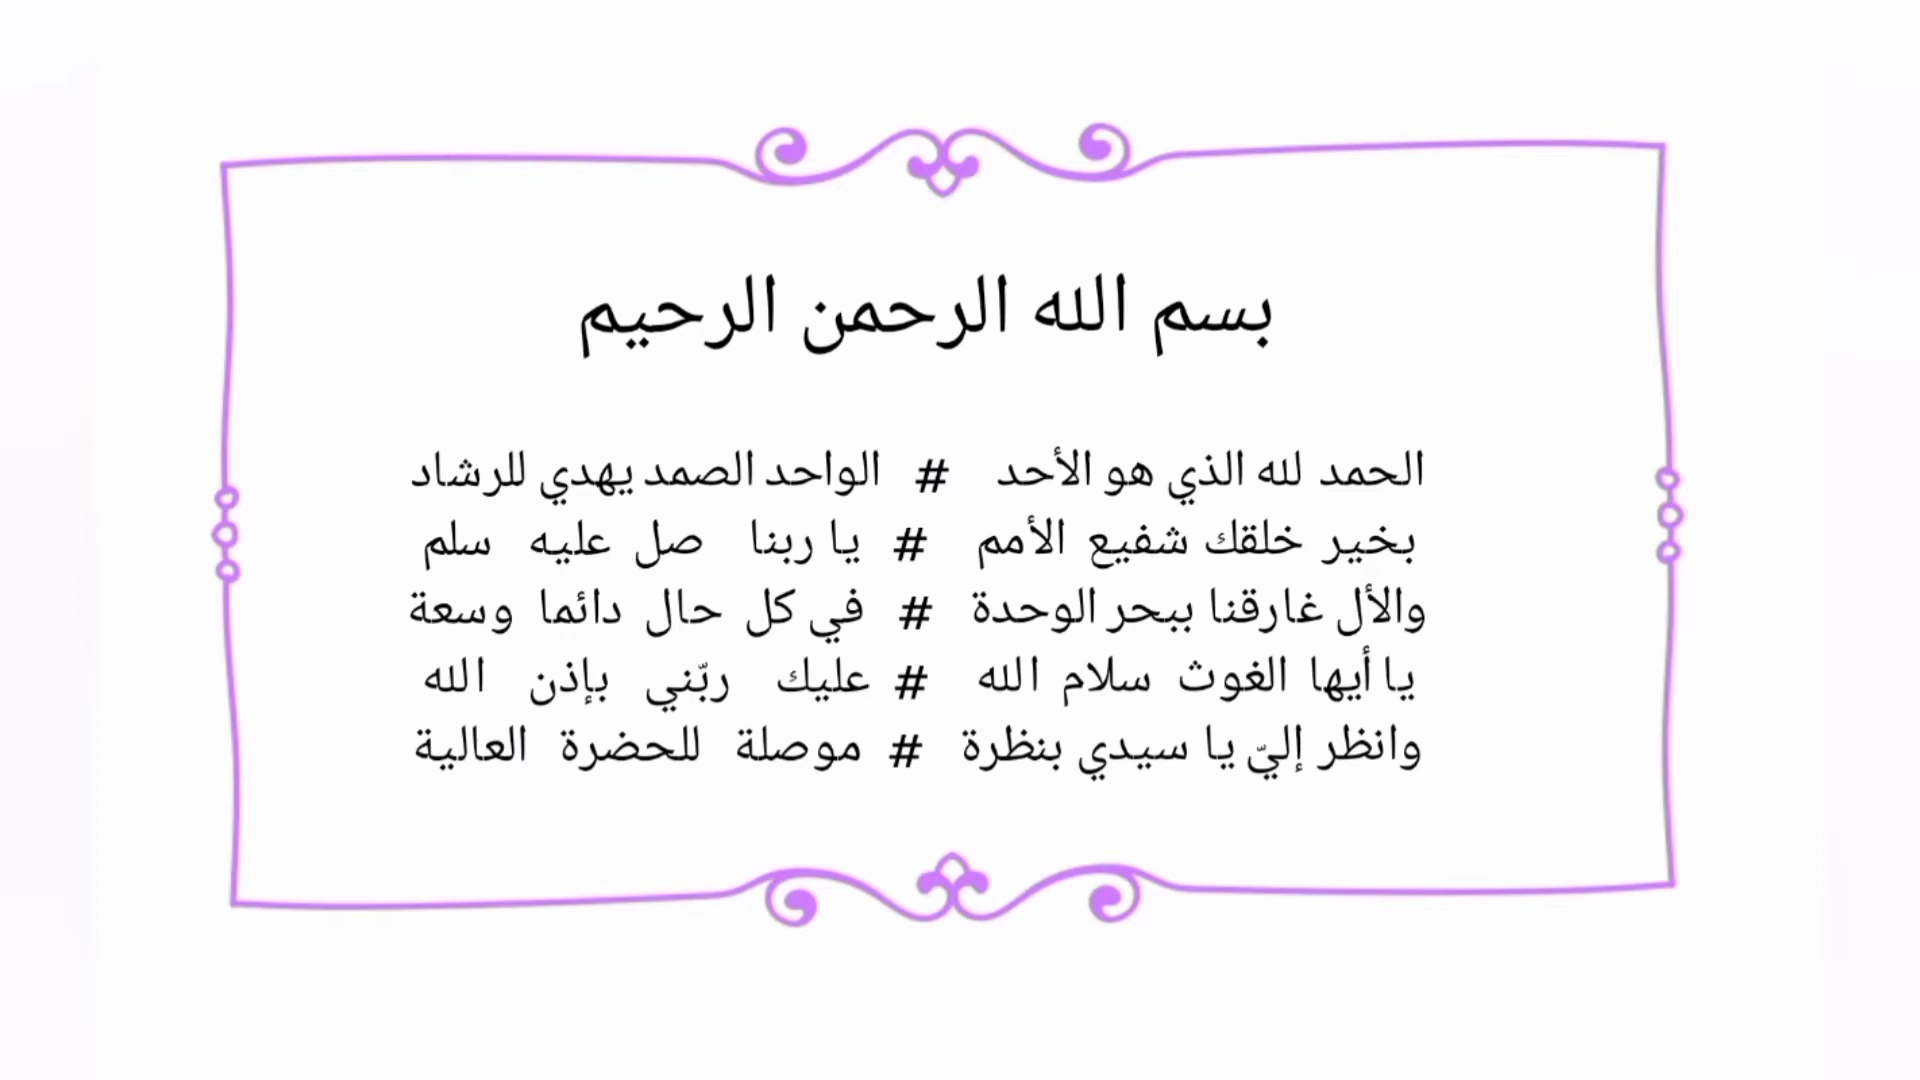 بسم الله الرحمن الرحيم
الحمد لله الذي هو الأحد # الواحد الصمد يهدي للرشاد
بخير خلقك شفيع الأمم # يا ربنا صل عليه سلم
والأل غارقنا ببحر الوحدة # في كل حال دائما وسعة
يا أيها الغوث سلام الله # عليك ربّني بإذن الله
وانظر إليّ يا سيدي بنظرة # موصلة للحضرة العالية